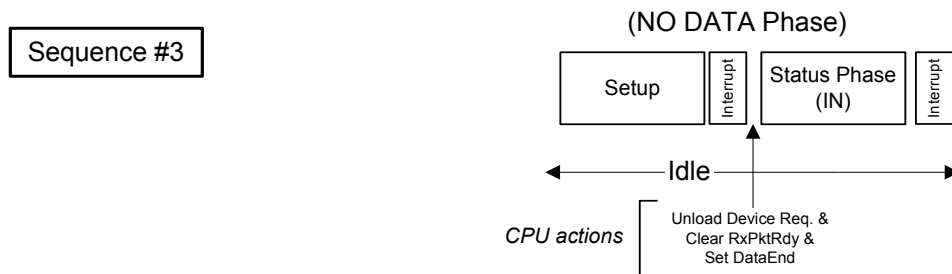 (NO DATA Phase)
Sequence #3
Setup
Interrupt
Status Phase
(IN)
Interrupt
Idle
CPU actions
Unload Device Req. &
Clear RxPktRdy &
Set DataEnd